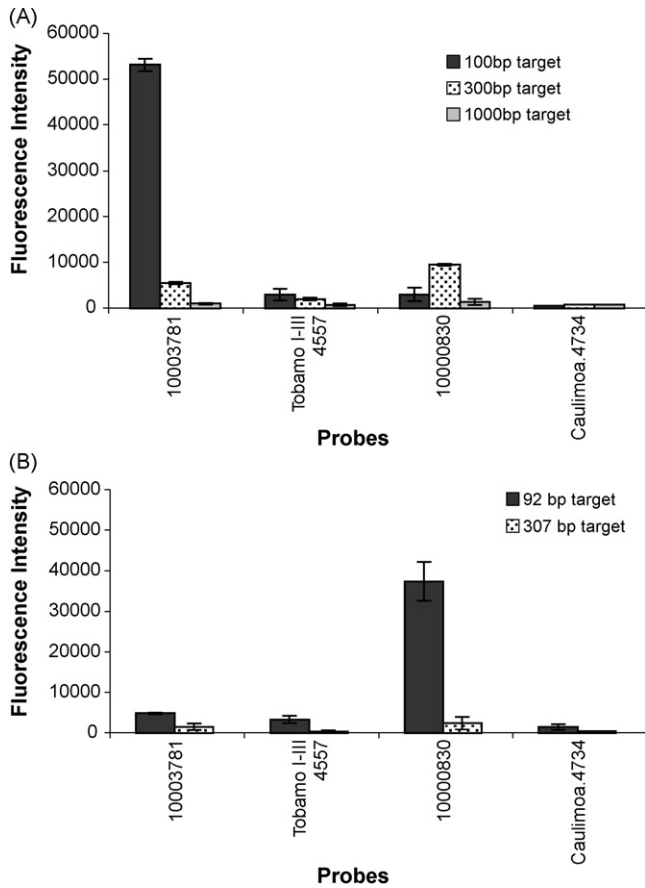 (A)
60000
50000
40000
30000
20000
10000
0
Fluorescence Intensity
100bp target
300bp target
1000bp target
10003781
Tobamo I-III
4557
10000830
Caulimoa.4734
Probes
(B)
60000
50000
40000
30000
20000
10000
0
Fluorescence Intensity
92 bp target
307 bp target
10003781
Tobamo I-III
4557
10000830
Caulimoa.4734
Probes